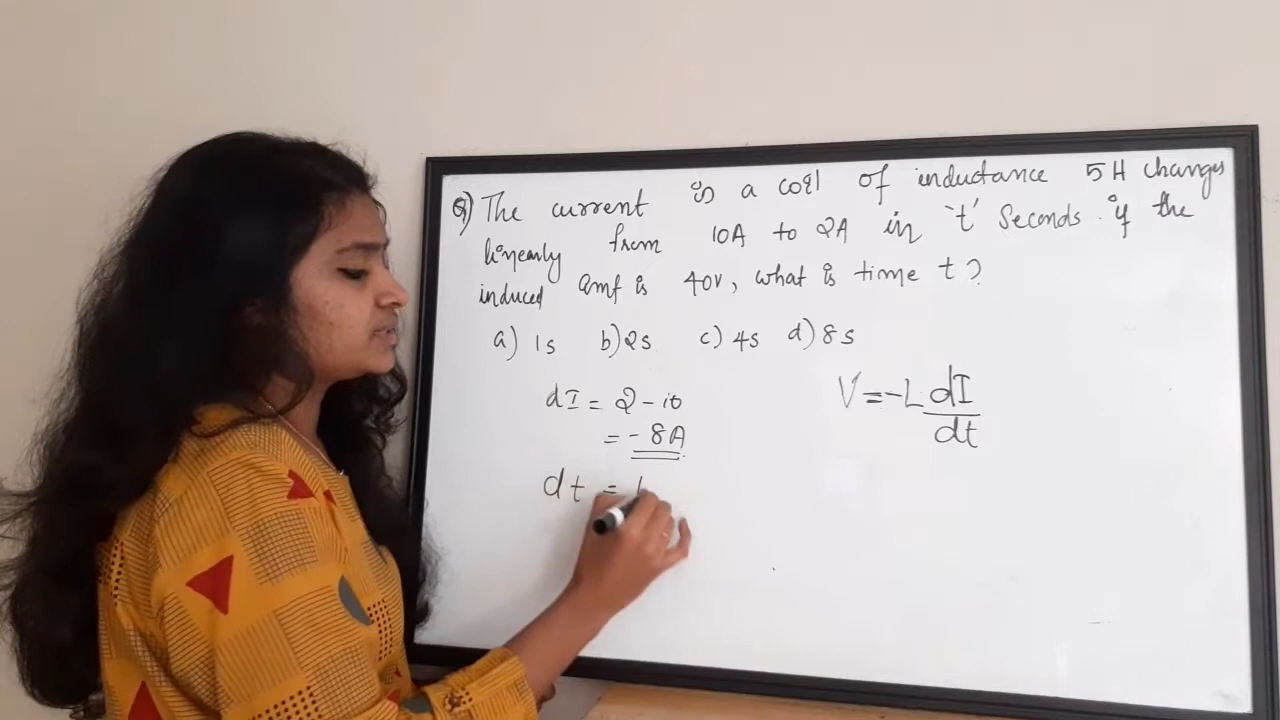 Q) The current is a coil of inductance 5H changes
linearly from 10A to 2A in 't' Seconds. if the
induced emf is 40V, what is time t?
a) 1s b) 2s c) 4s d) 8s
dI = 2 - 10
= - 8A
dt =
V = -L dI
dt